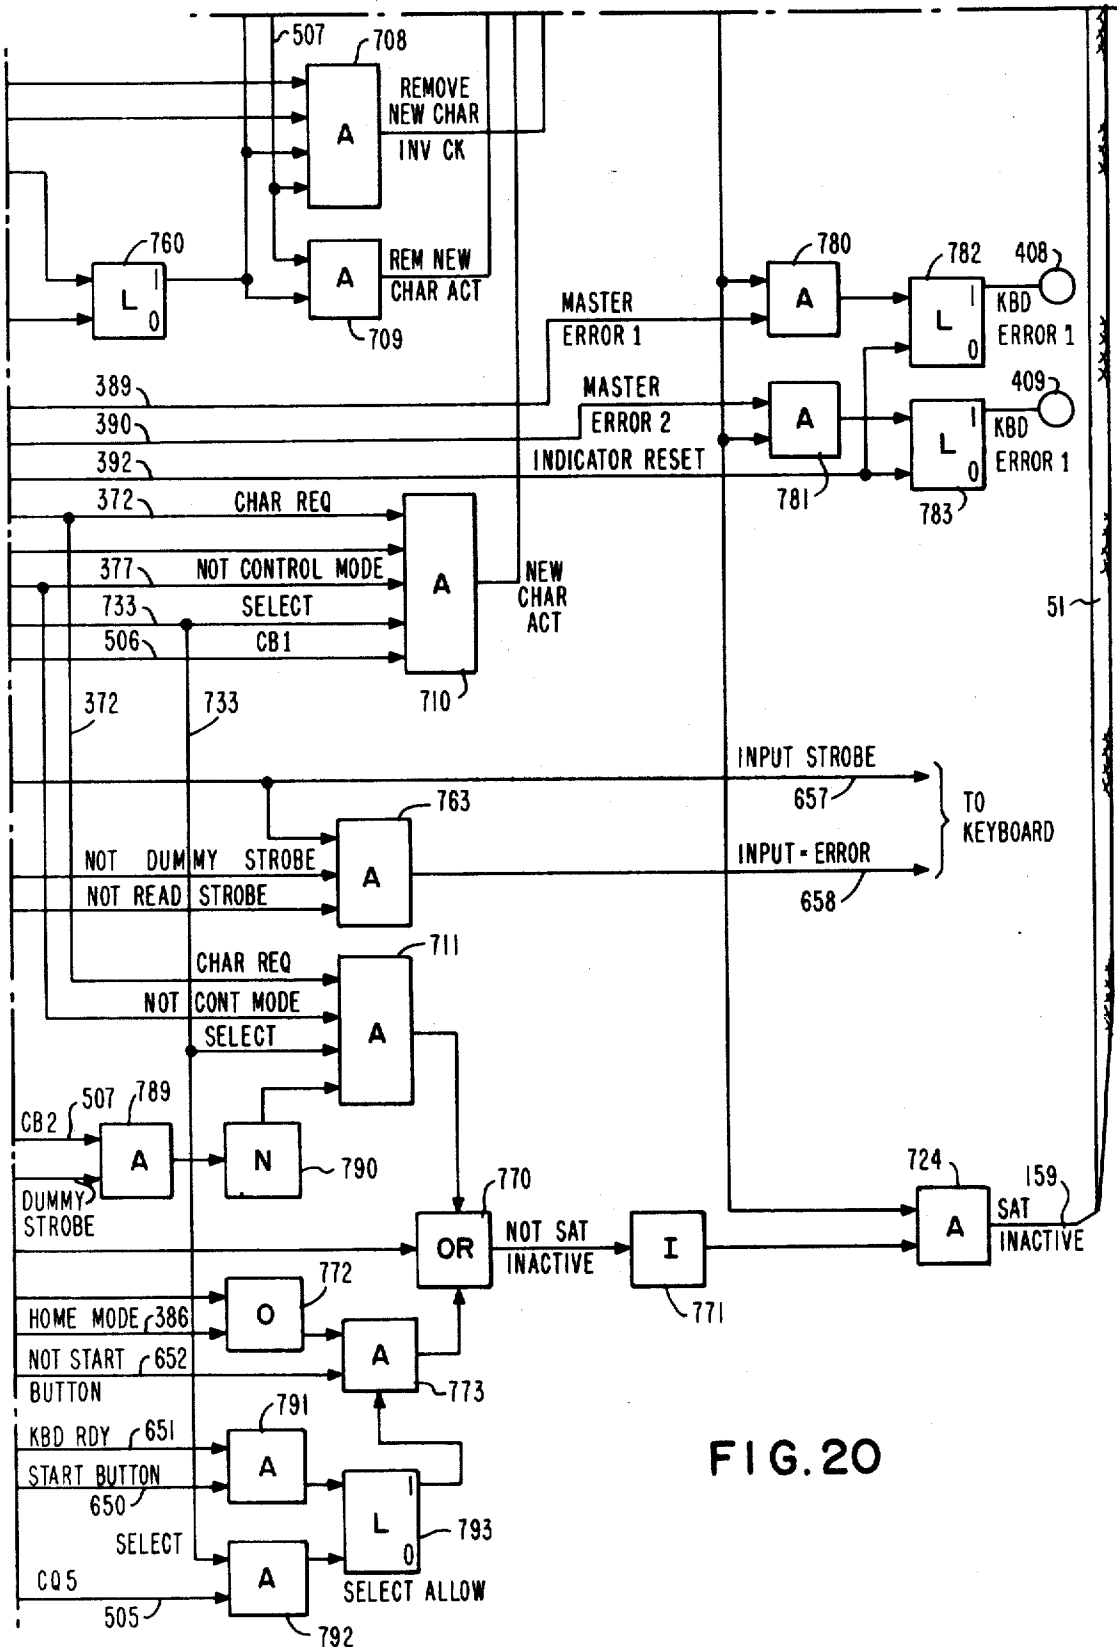 507
708
REMOVE
NEW CHAR
INV CK
A
760
L
1
0
A
REM NEW
CHAR ACT
709
780
A
782
408
L
1
0
KBD
ERROR 1
MASTER
ERROR 1
389
MASTER
ERROR 2
390
409
A
781
L
1
0
KBD
ERROR 1
783
392
INDICATOR RESET
372
CHAR REQ
377
NOT CONTROL MODE
733
SELECT
506
CB1
A
NEW
CHAR
ACT
710
51
372
733
INPUT STROBE
657
763
TO
KEYBOARD
NOT DUMMY STROBE
A
INPUT = ERROR
658
NOT READ STROBE
711
CHAR REQ
NOT CONT MODE
A
SELECT
CB2
507
789
A
N
790
DUMMY
STROBE
770
OR
NOT SAT
INACTIVE
I
771
724
A
159
SAT
INACTIVE
772
O
HOME MODE
386
A
773
NOT START
BUTTON
652
KBD RDY
651
791
A
START BUTTON
650
L
1
0
793
SELECT ALLOW
SELECT
A
792
CQ5
505
FIG.20